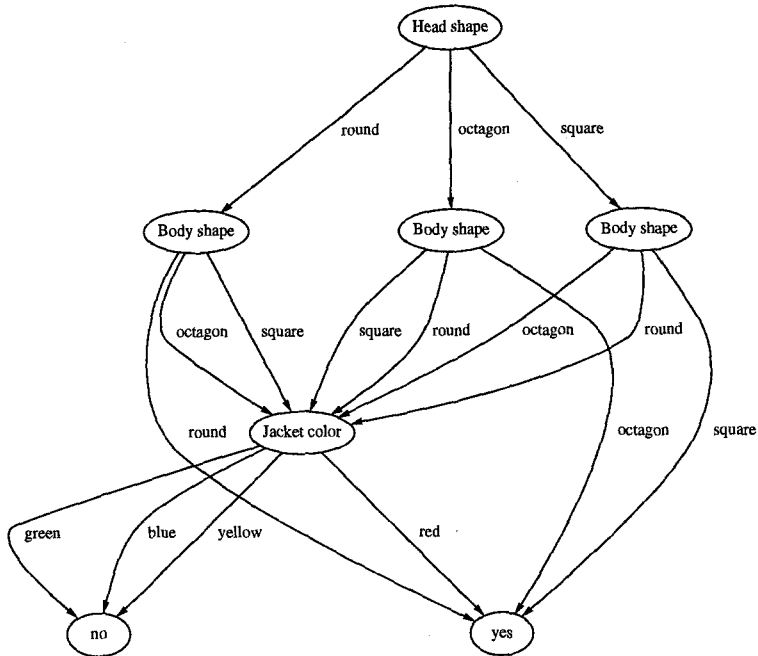 Head shape
round
octagon
square
Body shape
Body shape
Body shape
octagon
square
square
round
octagon
round
Jacket color
round
octagon
square
green
blue
yellow
red
no
yes